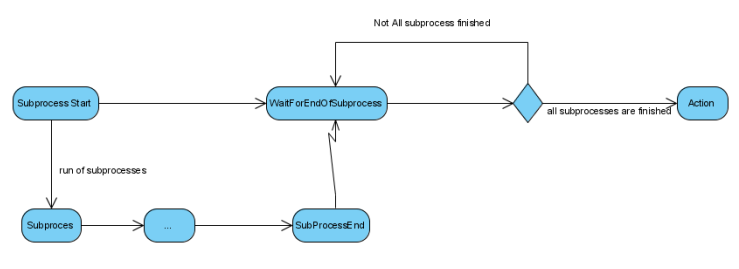 Not All subprocess finished
Subprocess Start
WaitForEndOfSubprocess
Action
all subprocesses are finished
run of subprocesses
Subproces
...
SubProcessEnd